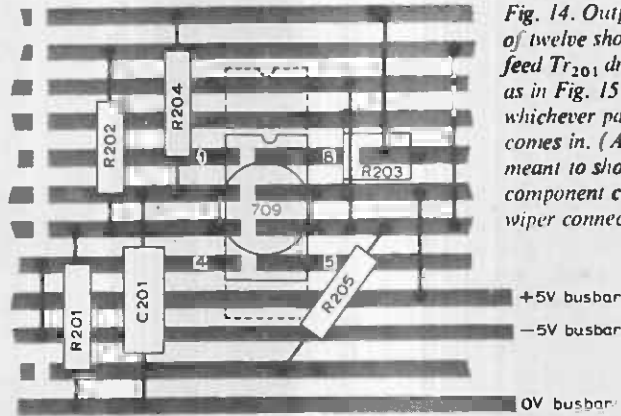 Fig. 14. Outp
of twelve sho
feed Tr201 dr
as in Fig. 15
whichever pa
comes in. (A
meant to sho
component c
wiper connec
R204
R202
1
8
R203
709
4
5
R205
R201
C201
+5V busbar
−5V busbar
0V busbar